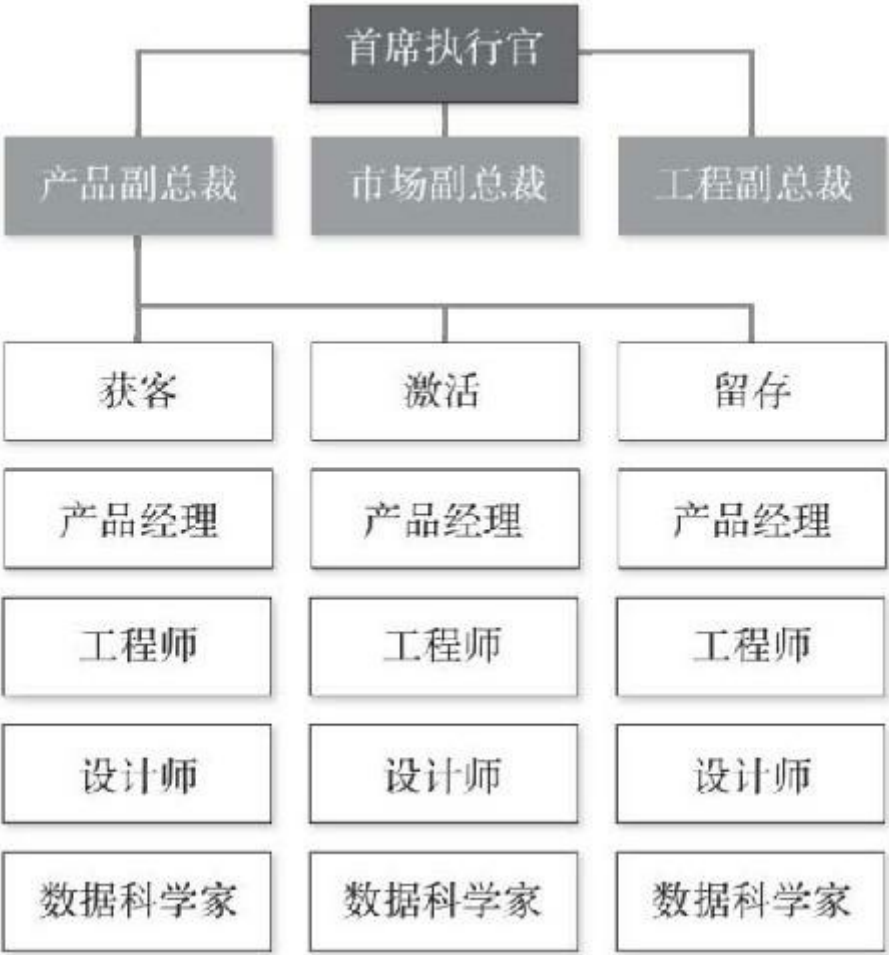 首席执行官
产品副总裁
市场副总裁
工程副总裁
获客
激活
留存
产品经理
产品经理
产品经理
工程师
工程师
工程师
设计师
设计师
设计师
数据科学家
数据科学家
数据科学家